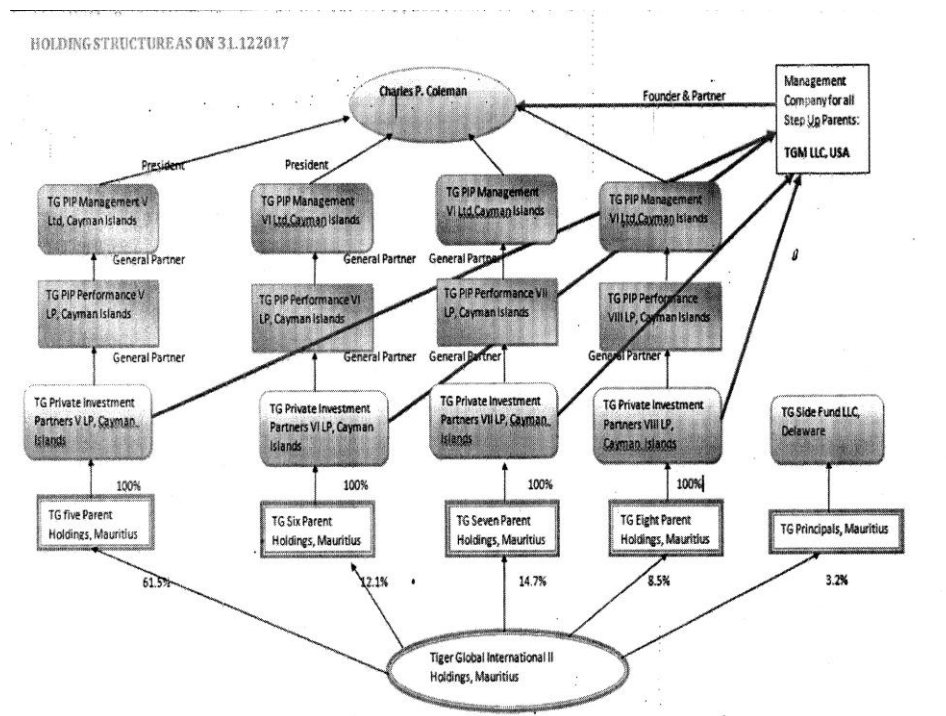 HOLDING STRUCTURE AS ON 31.122017
Charles P. Coleman
Founder & Partner
Management
Company for all
Step Up Parents:
TGM LLC, USA
President
President
TG PIP Management V
Ltd, Cayman Islands
TG PIP Management
VI Ltd,Cayman Islands
TG PIP Management
VI Ltd,Cayman Islands
TG PIP Management
VI Ltd,Cayman Islands
General Partner
General Partner
General Partner
TG PIP Performance V
LP, Cayman Islands
TG PIP Performance VI
LP, Cayman Islands
TG PIP Performance VII
LP, Cayman Islands
TG PIP Performance
VIII LP, Cayman Islands
General Partner
General Partner
General Partner
General Partner
TG Private Investment
Partners V LP, Cayman
Islands
TG Private Investment
Partners VI LP, Cayman
Islands
TG Private Investment
Partners VII LP, Cayman
Islands
TG Private Investment
Partners VIII LP,
Cayman Islands
TG Side Fund LLC,
Delaware
100%
100%
100%
100%
TG five Parent
Holdings, Mauritius
TG Six Parent
Holdings, Mauritius
TG Seven Parent
Holdings, Mauritius
TG Eight Parent
Holdings, Mauritius
TG Principals, Mauritius
61.5%
12.1%
14.7%
8.5%
3.2%
Tiger Global International II
Holdings, Mauritius